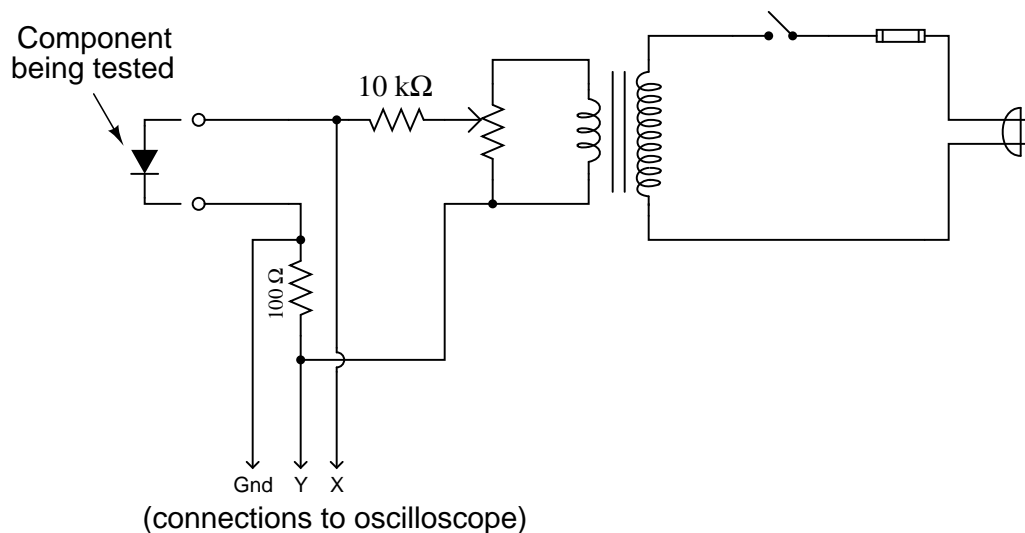 Component
being tested
10 kΩ
100 Ω
Gnd Y X
(connections to oscilloscope)